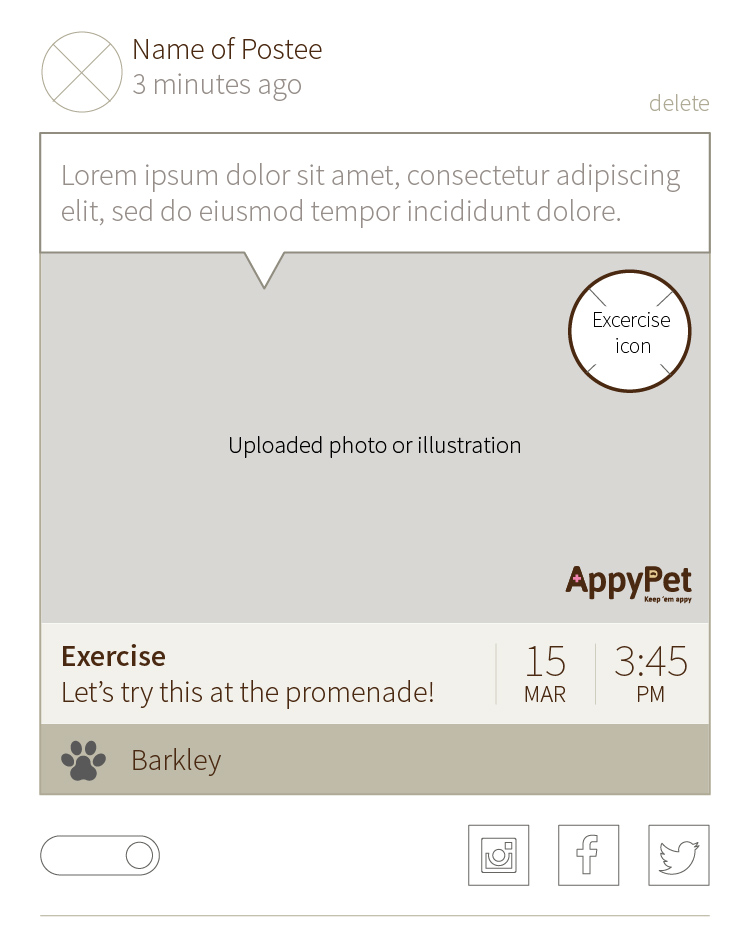 Name of Postee
3 minutes ago
delete
Lorem ipsum dolor sit amet, consectetur adipiscing
elit, sed do eiusmod tempor incididunt dolore.
Excercise
icon
Uploaded photo or illustration
AppyPet
Keep 'em appy
Exercise
Let’s try this at the promenade!
15
MAR
3:45
PM
Barkley